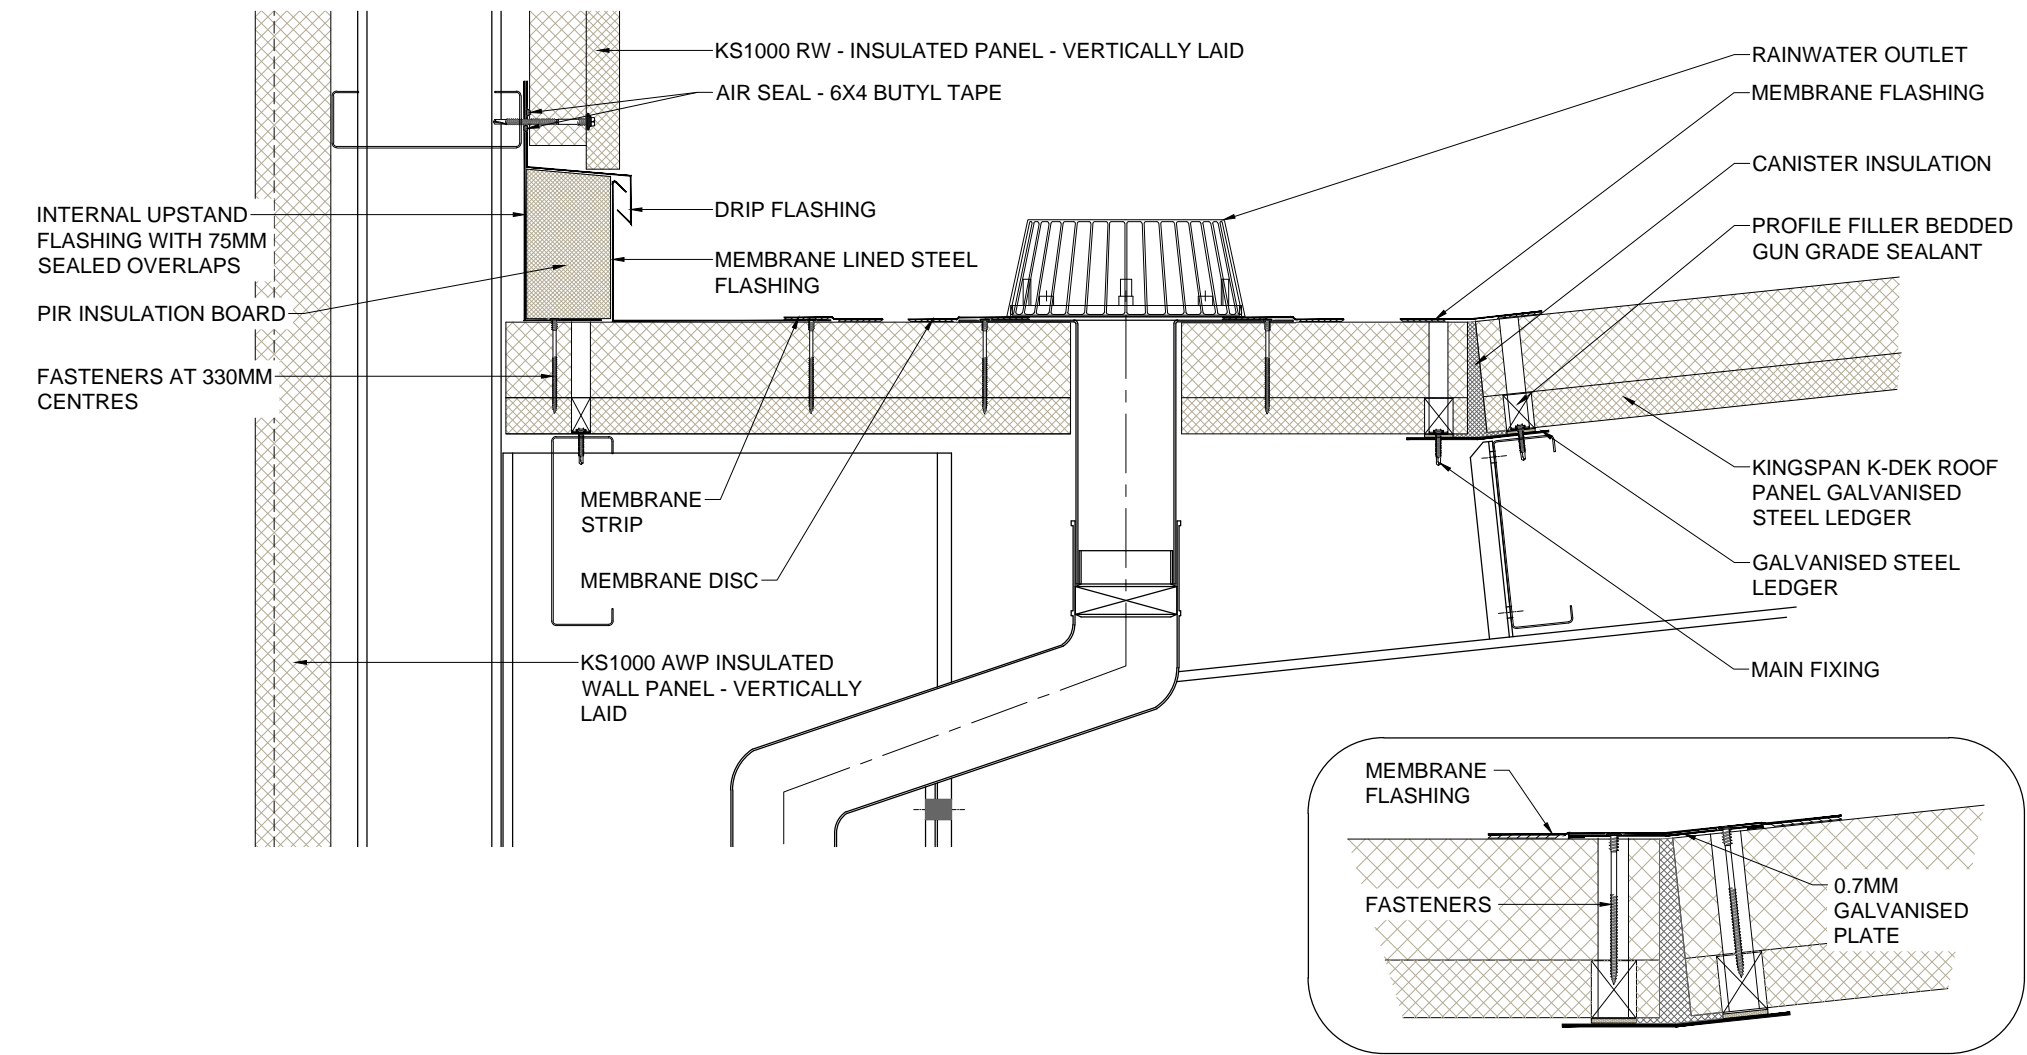 KS1000 RW - INSULATED PANEL - VERTICALLY LAID
AIR SEAL - 6X4 BUTYL TAPE
INTERNAL UPSTAND
FLASHING WITH 75MM
SEALED OVERLAPS
PIR INSULATION BOARD
FASTENERS AT 330MM
CENTRES
DRIP FLASHING
MEMBRANE LINED STEEL
FLASHING
MEMBRANE
STRIP
MEMBRANE DISC
KS1000 AWP INSULATED
WALL PANEL - VERTICALLY
LAID
RAINWATER OUTLET
MEMBRANE FLASHING
CANISTER INSULATION
PROFILE FILLER BEDDED
GUN GRADE SEALANT
KINGSPAN K-DEK ROOF
PANEL GALVANISED
STEEL LEDGER
GALVANISED STEEL
LEDGER
MAIN FIXING
MEMBRANE
FLASHING
FASTENERS
0.7MM
GALVANISED
PLATE